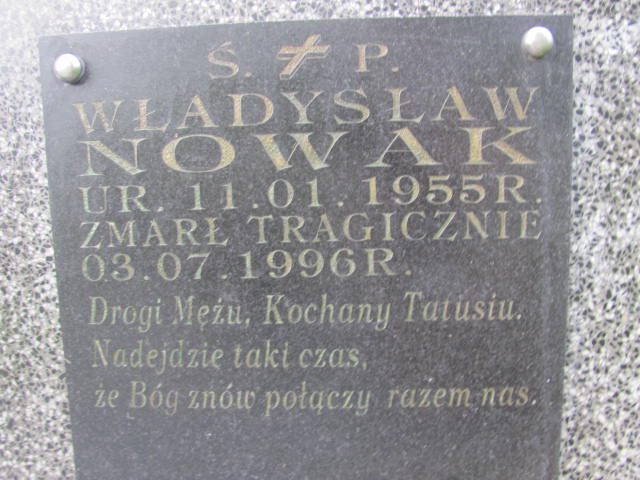 Ś. P.
WŁADYSŁAW
NOWAK
UR. 11.01.1955R.
ZMARŁ TRAGICZNIE
03.07.1996R.
Drogi Mężu, Kochany Tatusiu.
Nadejdzie taki czas,
że Bóg znów połączy razem nas.